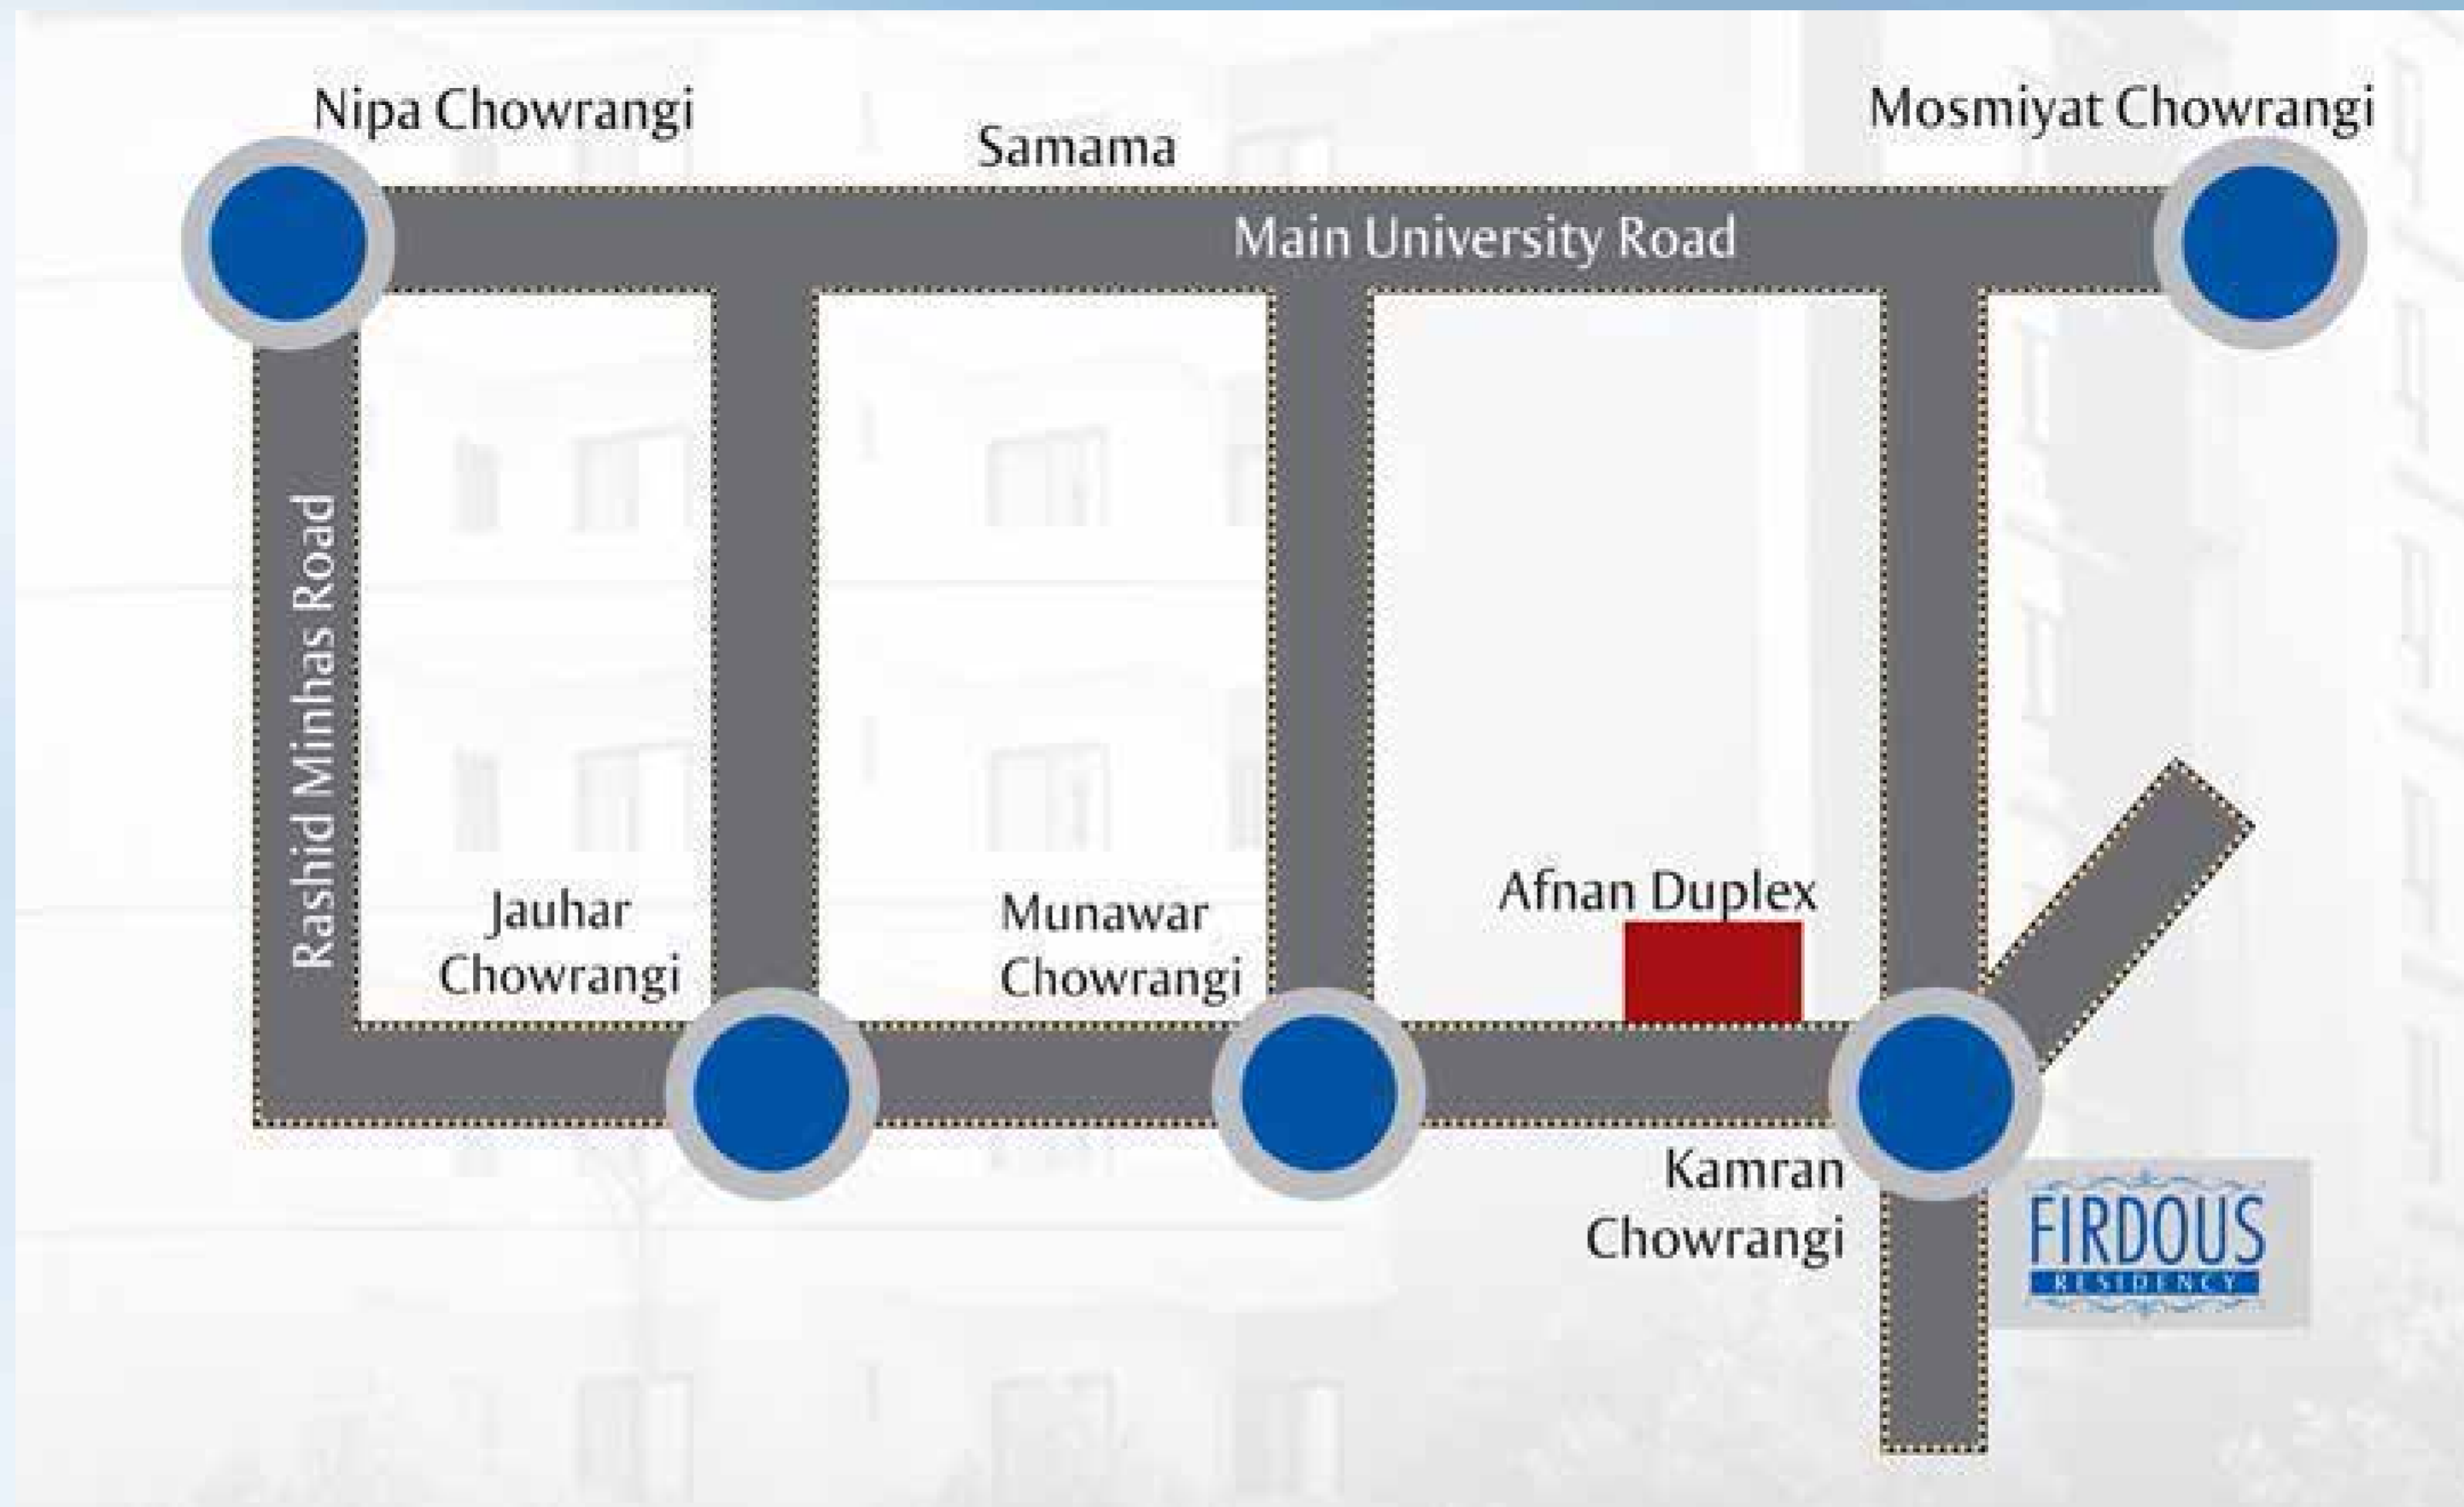 Nipa Chowrangi
Samama
Mosmiyat Chowrangi
Main University Road
Rashid Minhas Road
Jauhar
Chowrangi
Munawar
Chowrangi
Afnan Duplex
Kamran
Chowrangi
FIRDOUS
RESIDENCY